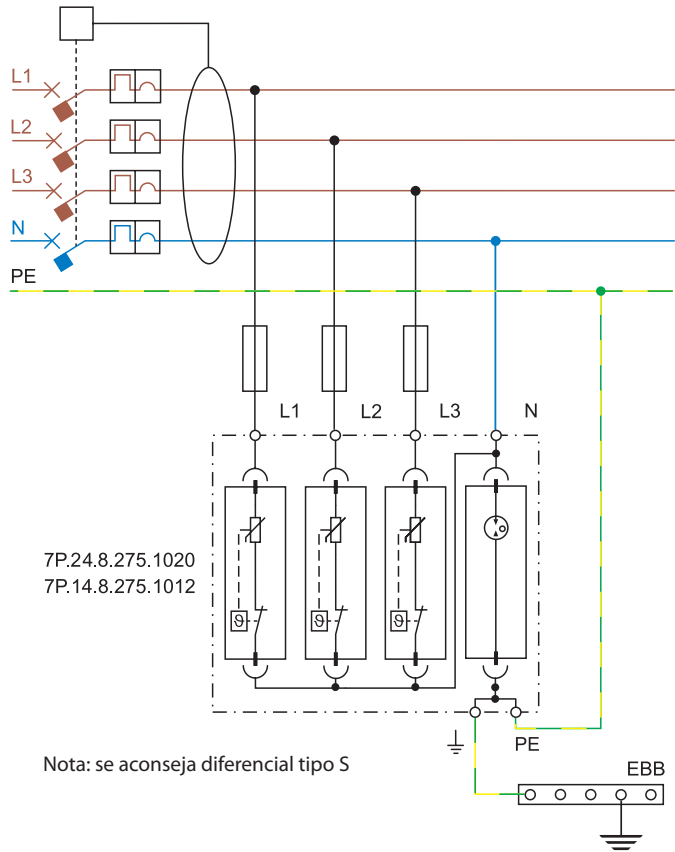 L1
L2
L3
N
PE
L1
L2
L3
N
7P.24.8.275.1020
7P.14.8.275.1012
ϑ
ϑ
ϑ
PE
Nota: se aconseja diferencial tipo S
EBB